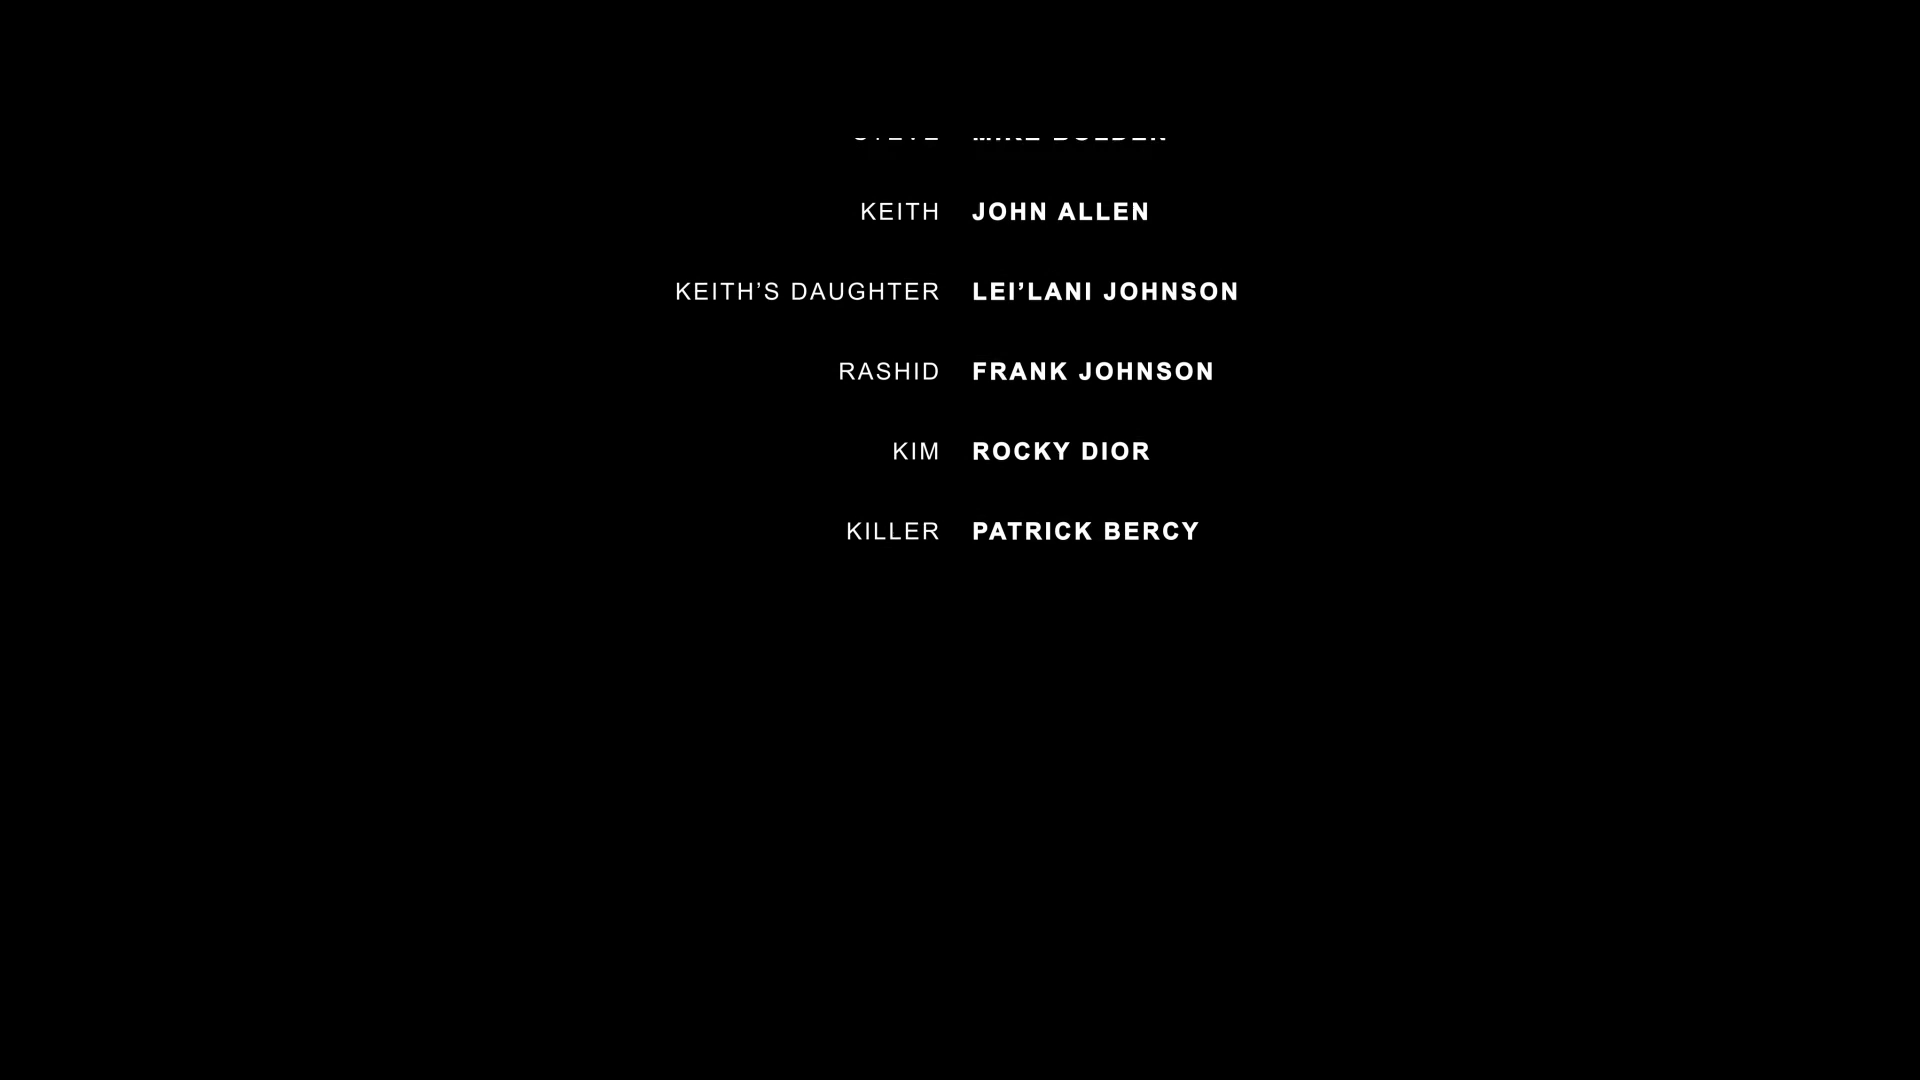 KEITH JOHN ALLEN
KEITH’S DAUGHTER LEI’LANI JOHNSON
RASHID FRANK JOHNSON
KIM ROCKY DIOR
KILLER PATRICK BERCY